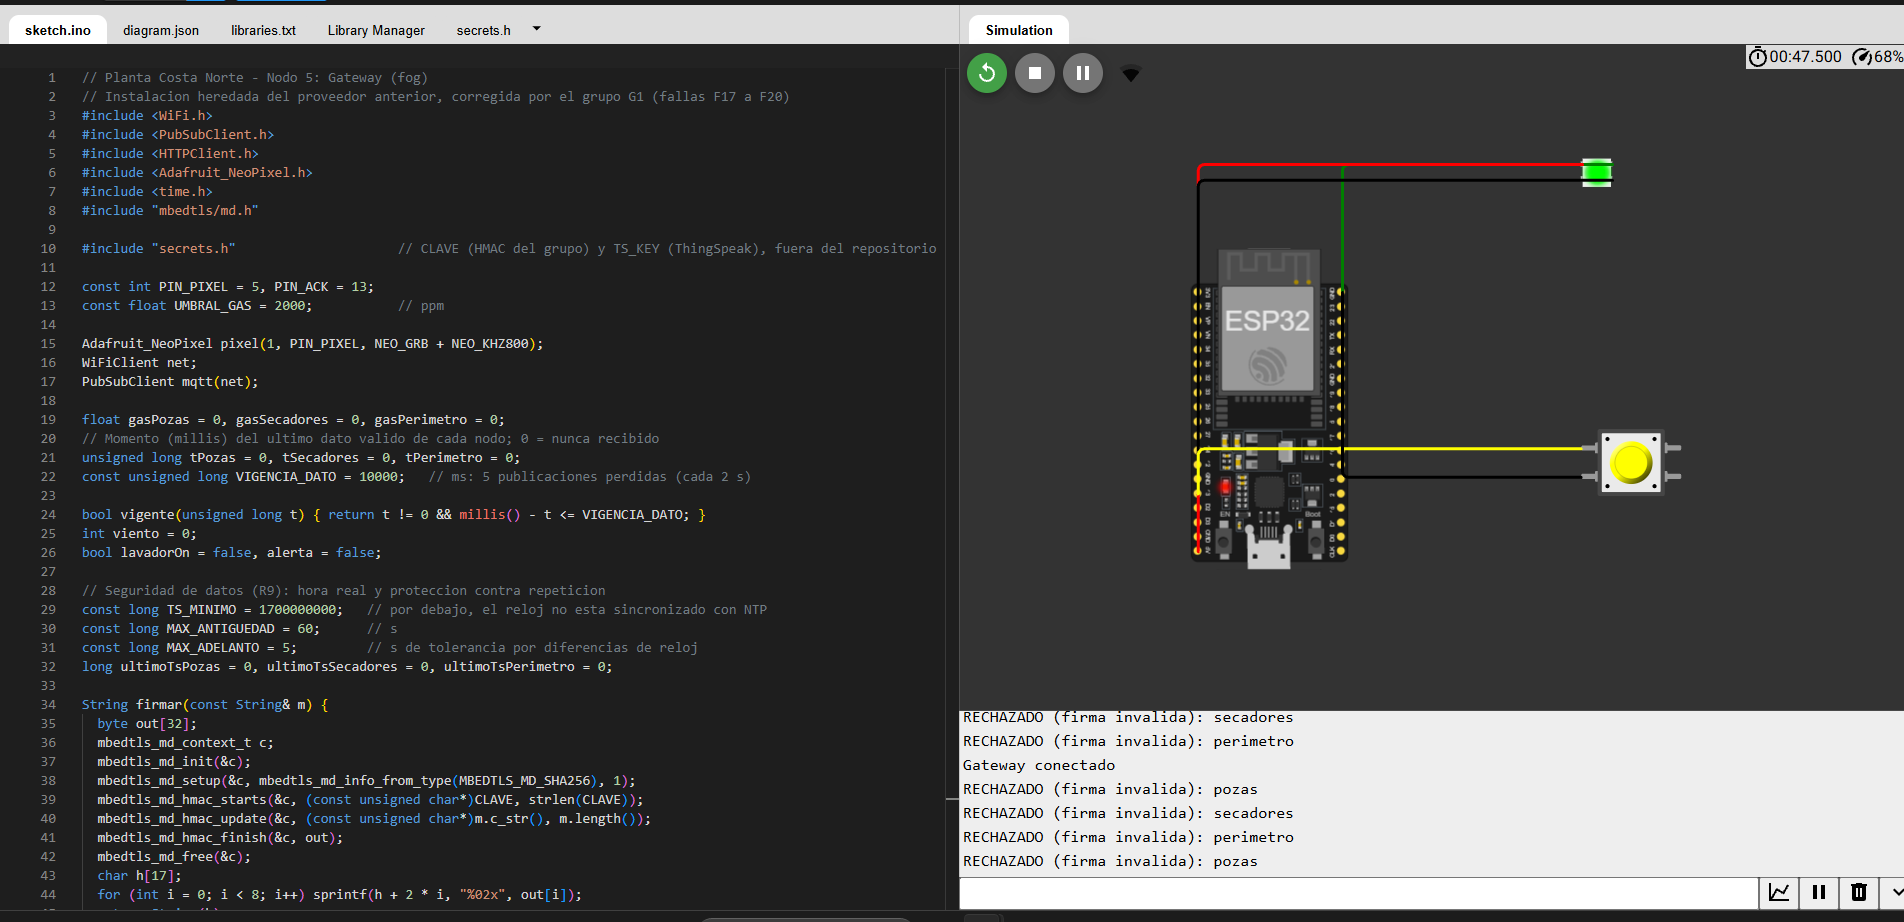 sketch.ino diagram.json libraries.txt Library Manager secrets.h
1 // Planta Costa Norte - Nodo 5: Gateway (fog)
2 // Instalacion heredada del proveedor anterior, corregida por el grupo G1 (fallas F17 a F20)
3 #include <WiFi.h>
4 #include <PubSubClient.h>
5 #include <HTTPClient.h>
6 #include <Adafruit_NeoPixel.h>
7 #include <time.h>
8 #include "mbedtls/md.h"
9
10 #include "secrets.h" // CLAVE (HMAC del grupo) y TS_KEY (ThingSpeak), fuera del repositorio
11
12 const int PIN_PIXEL = 5, PIN_ACK = 13;
13 const float UMBRAL_GAS = 2000; // ppm
14
15 Adafruit_NeoPixel pixel(1, PIN_PIXEL, NEO_GRB + NEO_KHZ800);
16 WiFiClient net;
17 PubSubClient mqtt(net);
18
19 float gasPozas = 0, gasSecadores = 0, gasPerimetro = 0;
20 // Momento (millis) del ultimo dato valido de cada nodo; 0 = nunca recibido
21 unsigned long tPozas = 0, tSecadores = 0, tPerimetro = 0;
22 const unsigned long VIGENCIA_DATO = 10000; // ms: 5 publicaciones perdidas (cada 2 s)
23
24 bool vigente(unsigned long t) { return t != 0 && millis() - t <= VIGENCIA_DATO; }
25 int viento = 0;
26 bool lavadorOn = false, alerta = false;
27
28 // Seguridad de datos (R9): hora real y proteccion contra repeticion
29 const long TS_MINIMO = 1700000000; // por debajo, el reloj no esta sincronizado con NTP
30 const long MAX_ANTIGUEDAD = 60; // s
31 const long MAX_ADELANTO = 5; // s de tolerancia por diferencias de reloj
32 long ultimoTsPozas = 0, ultimoTsSecadores = 0, ultimoTsPerimetro = 0;
33
34 String firmar(const String& m) {
35 byte out[32];
36 mbedtls_md_context_t c;
37 mbedtls_md_init(&c);
38 mbedtls_md_setup(&c, mbedtls_md_info_from_type(MBEDTLS_MD_SHA256), 1);
39 mbedtls_md_hmac_starts(&c, (const unsigned char*)CLAVE, strlen(CLAVE));
40 mbedtls_md_hmac_update(&c, (const unsigned char*)m.c_str(), m.length());
41 mbedtls_md_hmac_finish(&c, out);
42 mbedtls_md_free(&c);
43 char h[17];
44 for (int i = 0; i < 8; i++) sprintf(h + 2 * i, "%02x", out[i]);
Simulation
00:47.500 68%
ESP32
EN Boot
RECHAZADO (firma invalida): secadores
RECHAZADO (firma invalida): perimetro
Gateway conectado
RECHAZADO (firma invalida): pozas
RECHAZADO (firma invalida): secadores
RECHAZADO (firma invalida): perimetro
RECHAZADO (firma invalida): pozas